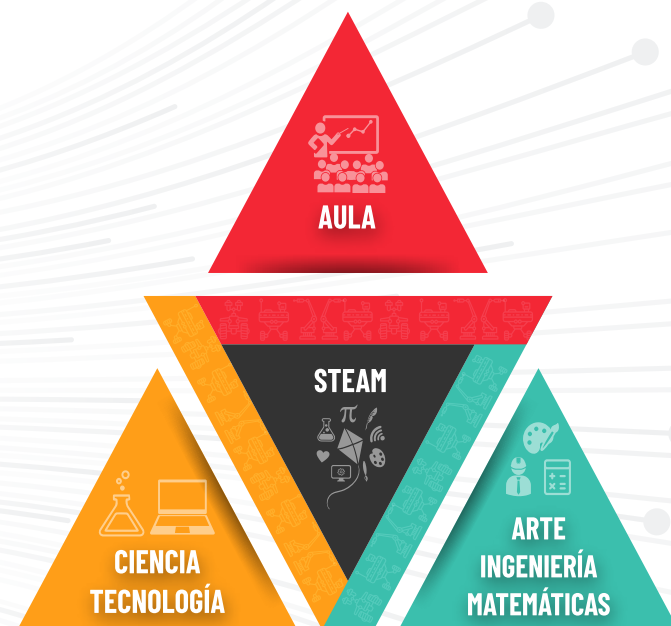 AULA
STEAM
CIENCIA
TECNOLOGÍA
ARTE
INGENIERÍA
MATEMÁTICAS